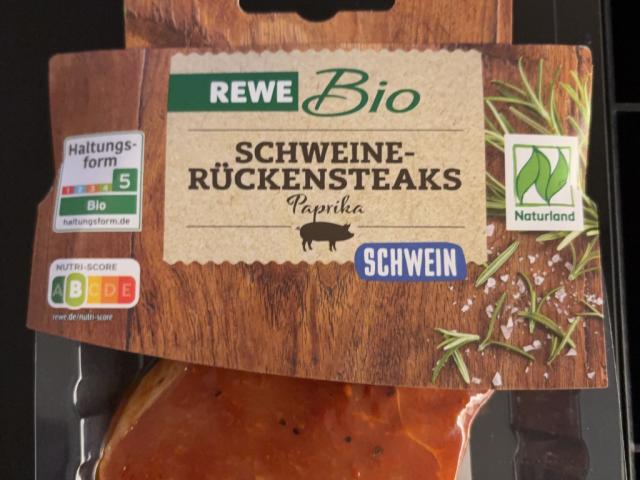 REWE Bio
SCHWEINE-
RÜCKENSTEAKS
Paprika
SCHWEIN
Haltungs-
form
1 2 3 4 5
Bio
haltungsform.de
Naturland
NUTRI-SCORE
A B C D E
rewe.de/nutri-score